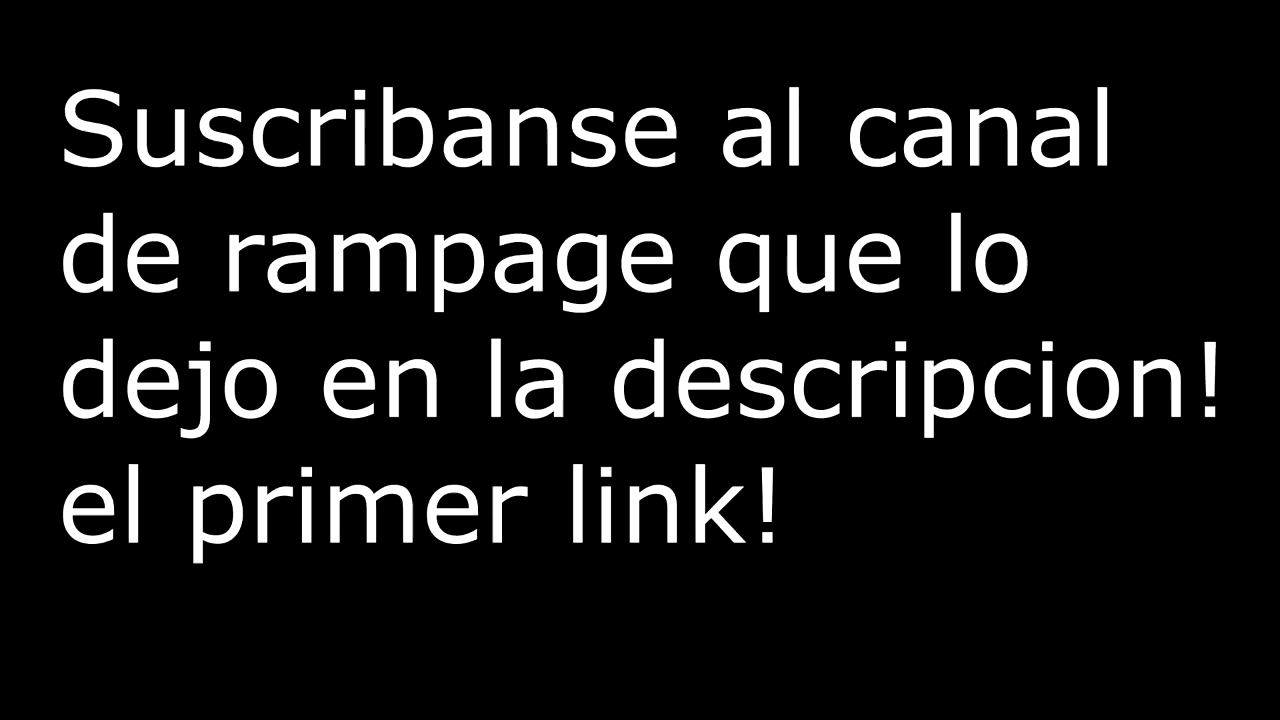 Suscribanse al canal
de rampage que lo
dejo en la descripcion!
el primer link!